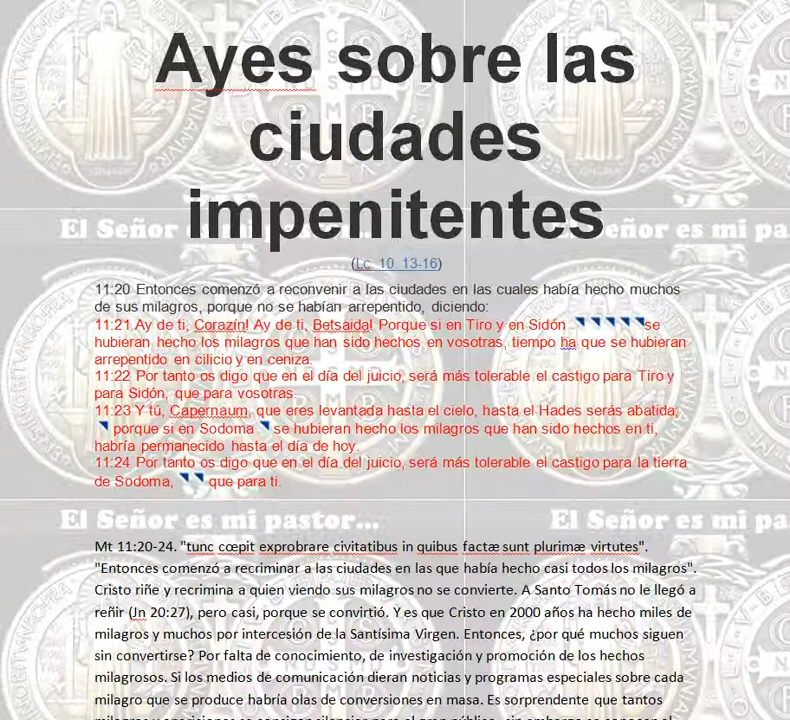 Ayes sobre las
ciudades
impenitentes
El Señor es mi pa
(Lc. 10. 13-16)
11:20 Entonces comenzó a reconvenir a las ciudades en las cuales había hecho muchos
de sus milagros, porque no se habían arrepentido, diciendo:
11:21 Ay de ti, Corazín! Ay de ti, Betsaida! Porque si en Tiro y en Sidón se
hubieran hecho los milagros que han sido hechos en vosotras, tiempo ha que se hubieran
arrepentido en cilicio y en ceniza.
11:22 Por tanto os digo que en el día del juicio, será más tolerable el castigo para Tiro y
para Sidón, que para vosotras.
11:23 Y tú, Capernaum, que eres levantada hasta el cielo, hasta el Hades serás abatida;
porque si en Sodoma se hubieran hecho los milagros que han sido hechos en ti,
habría permanecido hasta el día de hoy.
11:24 Por tanto os digo que en el día del juicio, será más tolerable el castigo para la tierra
de Sodoma, que para ti.
El Señor es mi pastor... El Señor es mi pa
Mt 11:20-24. "tunc cœpit exprobrare civitatibus in quibus factæ sunt plurimæ virtutes".
"Entonces comenzó a recriminar a las ciudades en las que había hecho casi todos los milagros".
Cristo riñe y recrimina a quien viendo sus milagros no se convierte. A Santo Tomás no le llegó a
reñir (Jn 20:27), pero casi, porque se convirtió. Y es que Cristo en 2000 años ha hecho miles de
milagros y muchos por intercesión de la Santísima Virgen. Entonces, ¿por qué muchos siguen
sin convertirse? Por falta de conocimiento, de investigación y promoción de los hechos
milagrosos. Si los medios de comunicación dieran noticias y programas especiales sobre cada
milagro que se produce habría olas de conversiones en masa. Es sorprendente que tantos